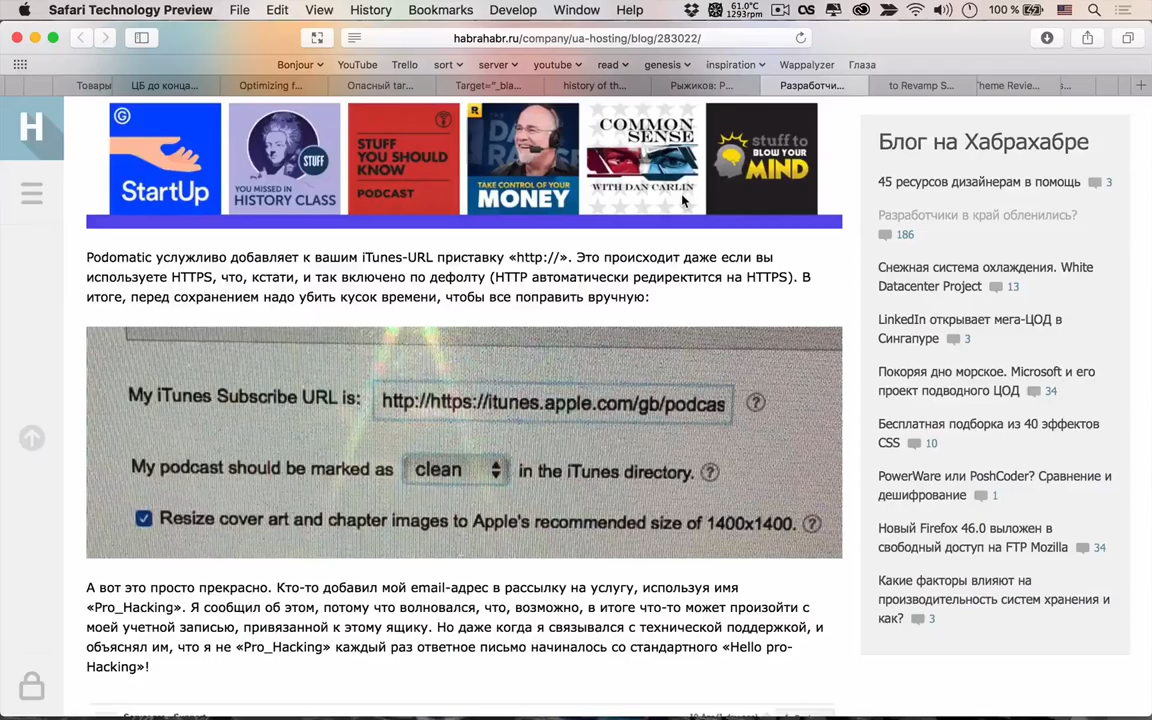 Safari Technology Preview File Edit View History Bookmarks Develop Window Help 61.0°C 1293rpm 100 %
habrahabr.ru/company/ua-hosting/blog/283022/
Bonjour YouTube Trello sort server youtube read genesis inspiration Wappalyzer Глаза
Товары ЦБ до конца... Optimizing f... Опасный тar... Target="_bla... history of th... Рыжиков: Р... Разработчи... to Revamp S... heme Revie...
H
StartUp
STUFF
YOU MISSED IN
HISTORY CLASS
STUFF
YOU SHOULD
KNOW
PODCAST
R
TAKE CONTROL OF YOUR
MONEY
COMMON
SENSE
WITH DAN CARLIN
stuff to
BLOW YOUR
MIND
Podomatic услужливо добавляет к вашим iTunes-URL приставку «http://». Это происходит даже если вы
используете HTTPS, что, кстати, и так включено по дефолту (HTTP автоматически редиректится на HTTPS). В
итоге, перед сохранением надо убить кусок времени, чтобы все поправить вручную:
My iTunes Subscribe URL is: http://https://itunes.apple.com/gb/podcas ?
My podcast should be marked as clean in the iTunes directory. ?
Resize cover art and chapter images to Apple's recommended size of 1400x1400. ?
А вот это просто прекрасно. Кто-то добавил мой email-адрес в рассылку на услугу, используя имя
«Pro_Hacking». Я сообщил об этом, потому что волновался, что, возможно, в итоге что-то может произойти с
моей учетной записью, привязанной к этому ящику. Но даже когда я связывался с технической поддержкой, и
объяснял им, что я не «Pro_Hacking» каждый раз ответное письмо начиналось со стандартного «Hello pro-
Hacking»!
Блог на Хабрахабре
45 ресурсов дизайнерам в помощь 3
Разработчики в край обленились?
186
Снежная система охлаждения. White
Datacenter Project 13
LinkedIn открывает мега-ЦОД в
Сингапуре 3
Покоряя дно морское. Microsoft и его
проект подводного ЦОД 34
Бесплатная подборка из 40 эффектов
CSS 10
PowerWare или PoshCoder? Сравнение и
дешифрование 1
Новый Firefox 46.0 выложен в
свободный доступ на FTP Mozilla 34
Какие факторы влияют на
производительность систем хранения и
как? 3